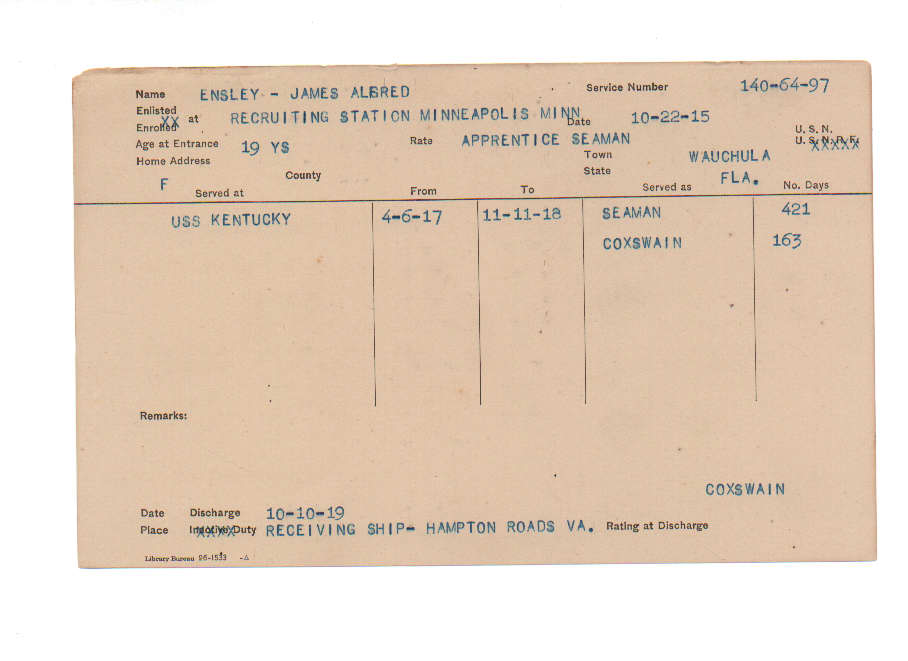 Name ENSLEY - JAMES ALBRED Service Number 140-64-97
Enlisted
Enrolled XX at RECRUITING STATION MINNEAPOLIS MINN. Date 10-22-15
U. S. N.
Age at Entrance 19 YS Rate APPRENTICE SEAMAN U. S. N. R. F. XXXXX
Home Address Town WAUCHULA
F County State FLA.
Served at From To Served as No. Days
USS KENTUCKY 4-6-17 11-11-18 SEAMAN 421
COXSWAIN 163
Remarks:
COXSWAIN
Date Discharge 10-10-19
Place Inactive Duty XXXX RECEIVING SHIP- HAMPTON ROADS VA. Rating at Discharge
Library Bureau 96-1533 -A